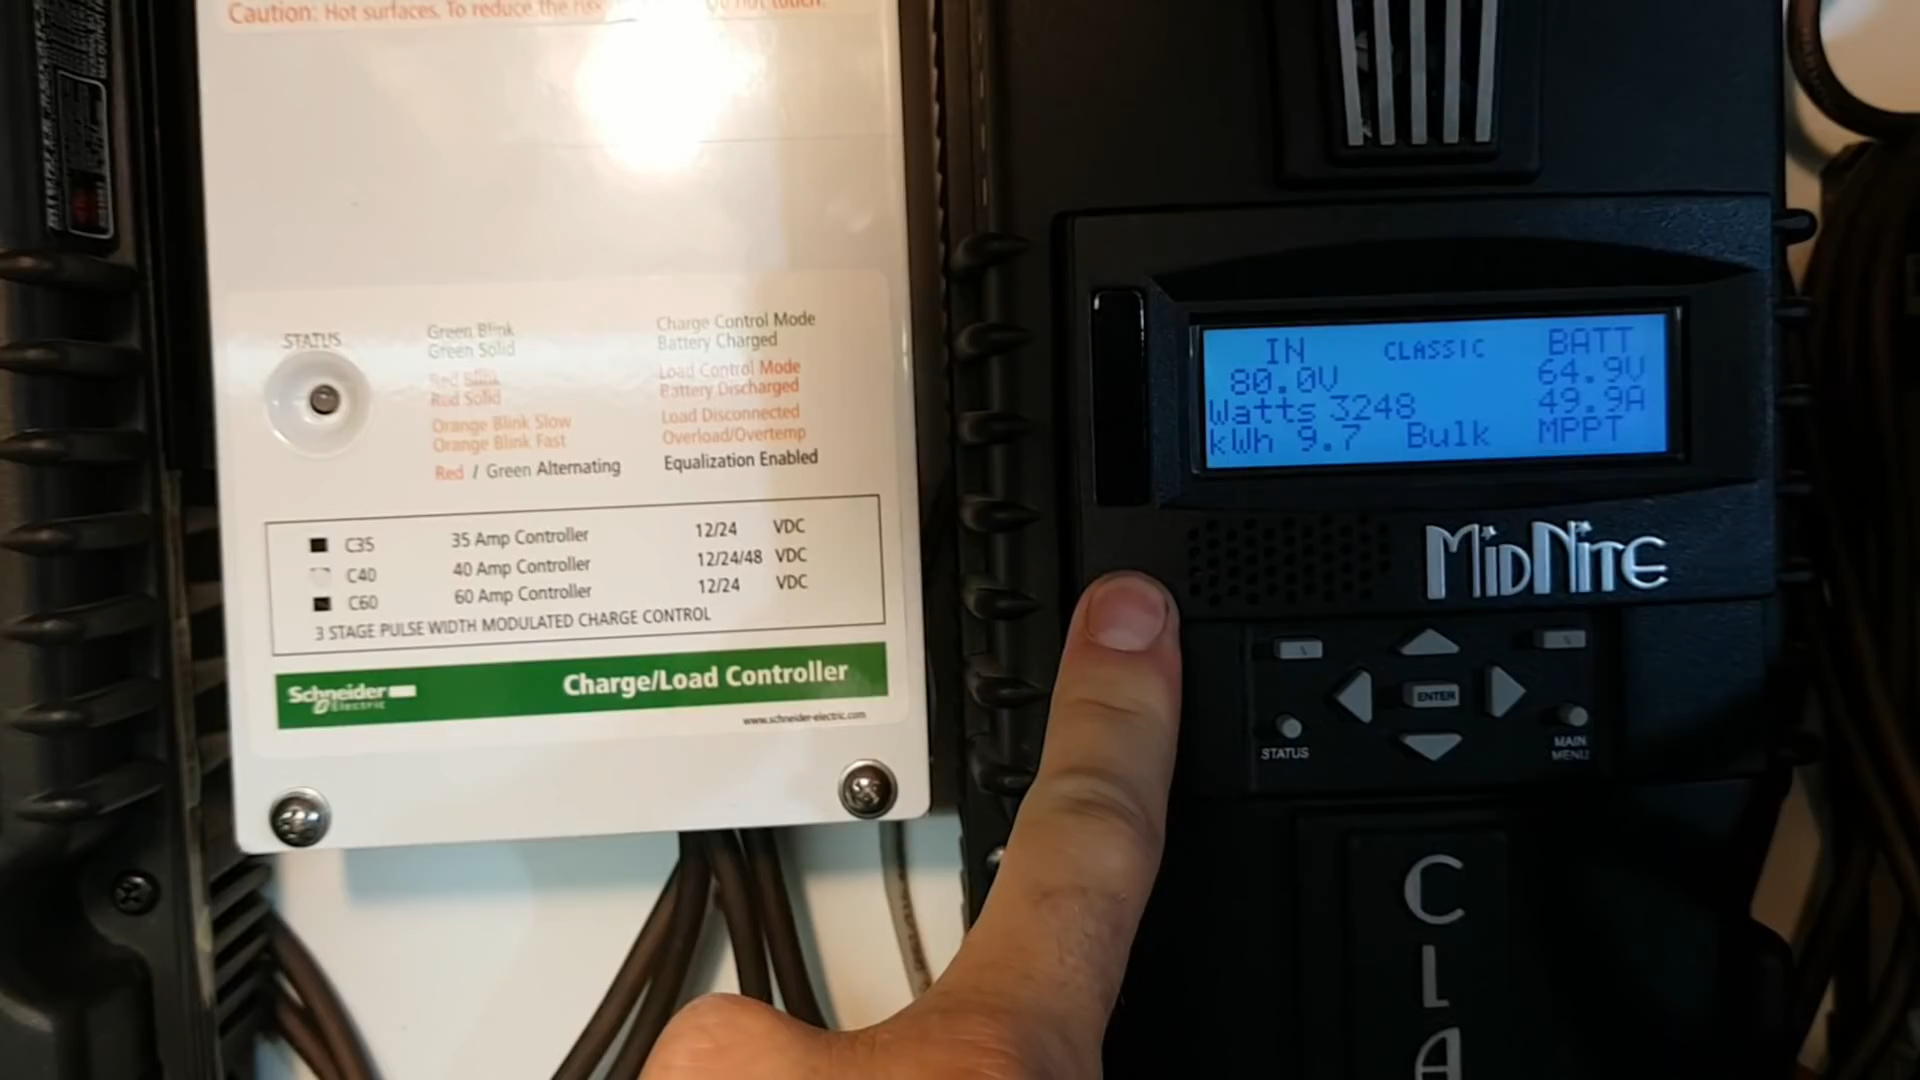 Caution: Hot surfaces. To reduce the risk Do not touch.
STATUS
Green Blink Charge Control Mode
Green Solid Battery Charged
Red Blink Load Control Mode
Red Solid Battery Discharged
Orange Blink Slow Load Disconnected
Orange Blink Fast Overload/Overtemp
Red / Green Alternating Equalization Enabled
C35 35 Amp Controller 12/24 VDC
C40 40 Amp Controller 12/24/48 VDC
C60 60 Amp Controller 12/24 VDC
3 STAGE PULSE WIDTH MODULATED CHARGE CONTROL
Schneider Electric Charge/Load Controller
www.schneider-electric.com
IN CLASSIC BATT
80.0V 64.9V
Watts 3248 49.9A
kWh 9.7 Bulk MPPT
MIDNITE
ENTER
STATUS
MAIN MENU
CLA